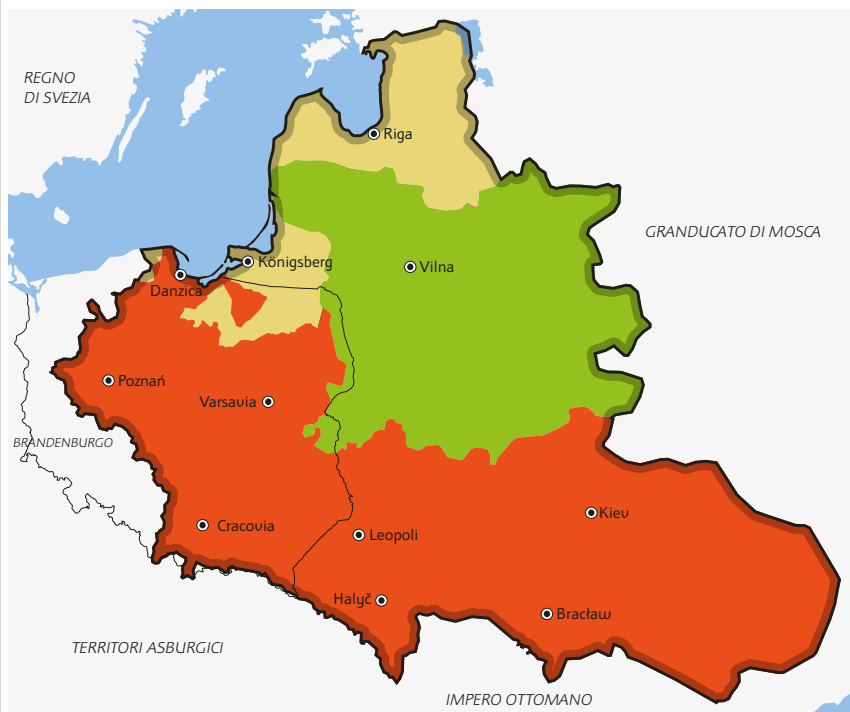 REGNO
DI SVEZIA
Riga
GRANDUCATO DI MOSCA
Königsberg
Vilna
Danzica
Poznań
Varsavia
BRANDENBURGO
Kiev
Cracovia
Leopoli
Halyč
Bracław
TERRITORI ASBURGICI
IMPERO OTTOMANO